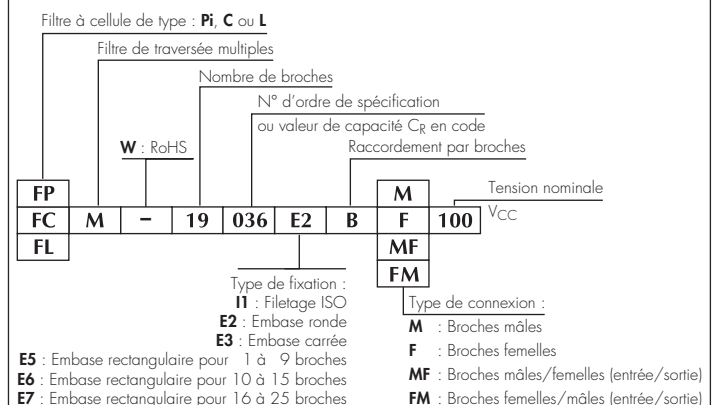 Filtre à cellule de type : Pi, C ou L
Filtre de traversée multiples
Nombre de broches
N° d'ordre de spécification
ou valeur de capacité CR en code
W : RoHS
Raccordement par broches
Tension nominale
VCC
FP
M
FC M – 19 036 E2 B F 100
FL
MF
FM
Type de fixation :
I1 : Filetage ISO
E2 : Embase ronde
E3 : Embase carrée
E5 : Embase rectangulaire pour 1 à 9 broches
E6 : Embase rectangulaire pour 10 à 15 broches
E7 : Embase rectangulaire pour 16 à 25 broches
Type de connexion :
M : Broches mâles
F : Broches femelles
MF : Broches mâles/femelles (entrée/sortie)
FM : Broches femelles/mâles (entrée/sortie)